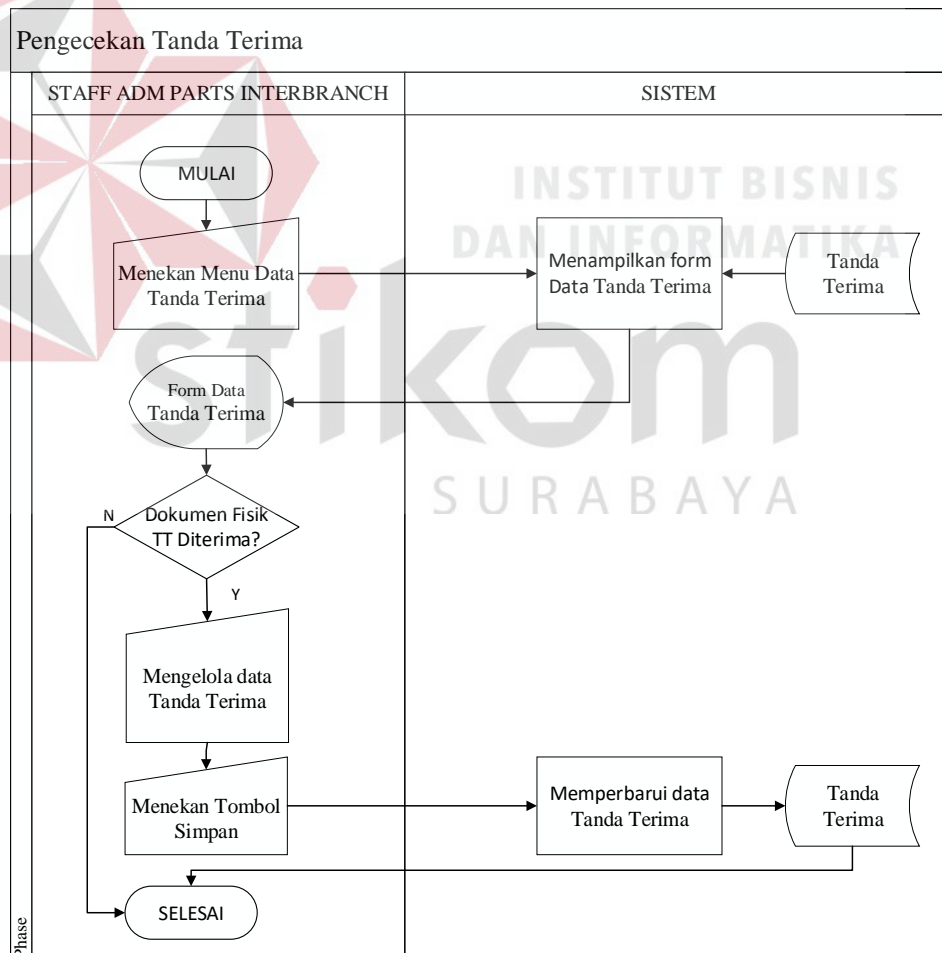 Pengecekan Tanda Terima
STAFF ADM PARTS INTERBRANCH
SISTEM
MULAI
INSTITUT BISNIS
DAN INFORMATIKA
Menekan Menu Data
Tanda Terima
Menampilkan form
Data Tanda Terima
Tanda
Terima
stikom
SURABAYA
Form Data
Tanda Terima
N
Dokumen Fisik
TT Diterima?
Y
Mengelola data
Tanda Terima
Menekan Tombol
Simpan
Memperbarui data
Tanda Terima
Tanda
Terima
SELESAI
Phase